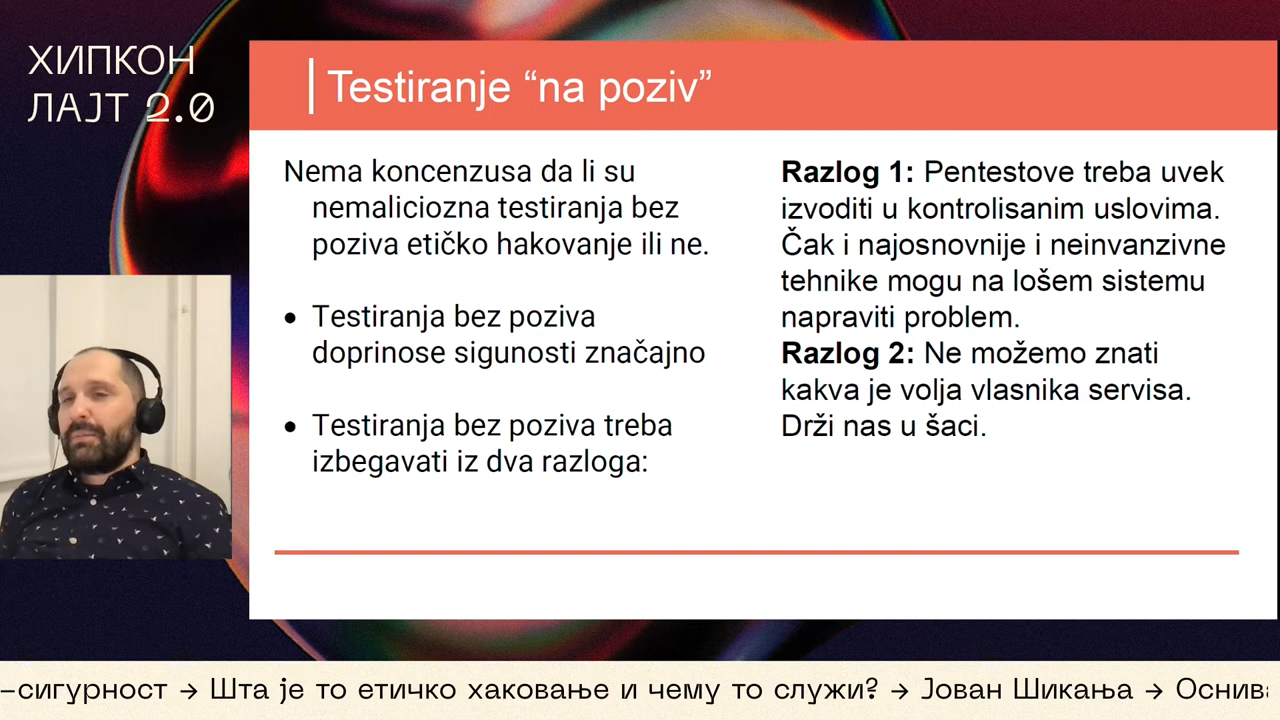 ХИПКОН
ЛАЈТ 2.0
Testiranje “na poziv”
Nema koncenzusa da li su
nemaliciozna testiranja bez
poziva etičko hakovanje ili ne.
• Testiranja bez poziva
doprinose sigunosti značajno
• Testiranja bez poziva treba
izbegavati iz dva razloga:
Razlog 1: Pentestove treba uvek
izvoditi u kontrolisanim uslovima.
Čak i najosnovnije i neinvanzivne
tehnike mogu na lošem sistemu
napraviti problem.
Razlog 2: Ne možemo znati
kakva je volja vlasnika servisa.
Drži nas u šaci.
–сигурност → Шта је то етичко хаковање и чему то служи? → Јован Шикања → Оснив